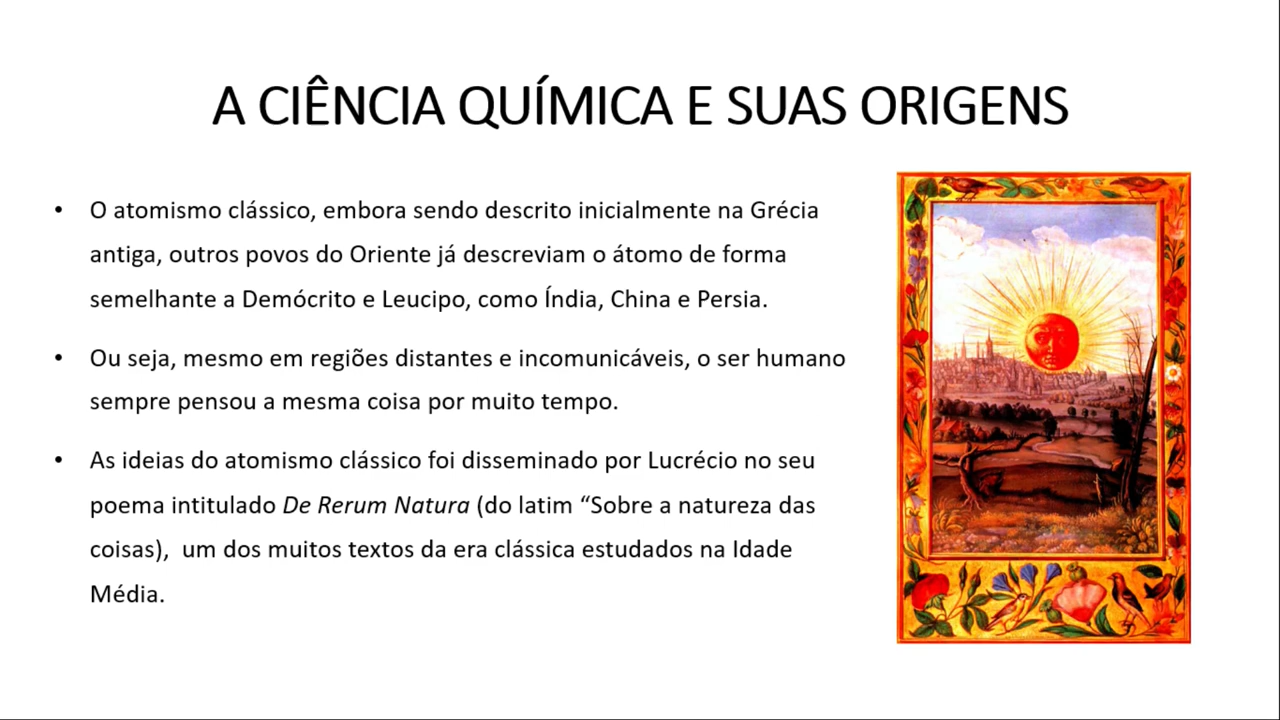 A CIÊNCIA QUÍMICA E SUAS ORIGENS
• O atomismo clássico, embora sendo descrito inicialmente na Grécia
antiga, outros povos do Oriente já descreviam o átomo de forma
semelhante a Demócrito e Leucipo, como Índia, China e Persia.
• Ou seja, mesmo em regiões distantes e incomunicáveis, o ser humano
sempre pensou a mesma coisa por muito tempo.
• As ideias do atomismo clássico foi disseminado por Lucrécio no seu
poema intitulado De Rerum Natura (do latim “Sobre a natureza das
coisas), um dos muitos textos da era clássica estudados na Idade
Média.